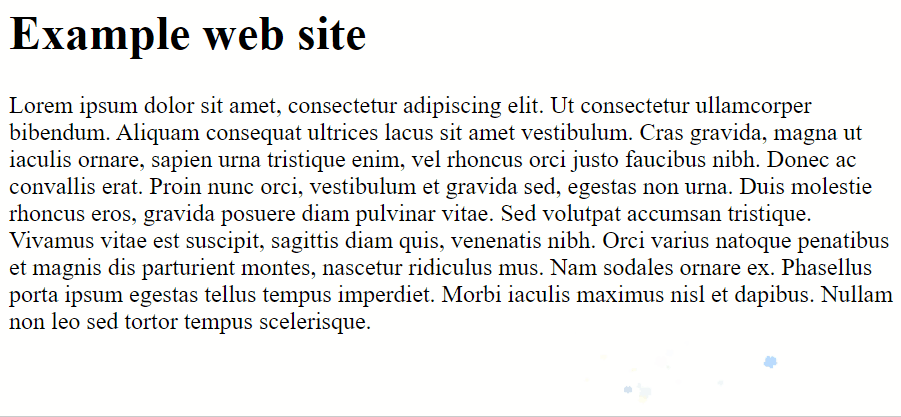 Example web site
Lorem ipsum dolor sit amet, consectetur adipiscing elit. Ut consectetur ullamcorper
bibendum. Aliquam consequat ultrices lacus sit amet vestibulum. Cras gravida, magna ut
iaculis ornare, sapien urna tristique enim, vel rhoncus orci justo faucibus nibh. Donec ac
convallis erat. Proin nunc orci, vestibulum et gravida sed, egestas non urna. Duis molestie
rhoncus eros, gravida posuere diam pulvinar vitae. Sed volutpat accumsan tristique.
Vivamus vitae est suscipit, sagittis diam quis, venenatis nibh. Orci varius natoque penatibus
et magnis dis parturient montes, nascetur ridiculus mus. Nam sodales ornare ex. Phasellus
porta ipsum egestas tellus tempus imperdiet. Morbi iaculis maximus nisl et dapibus. Nullam
non leo sed tortor tempus scelerisque.